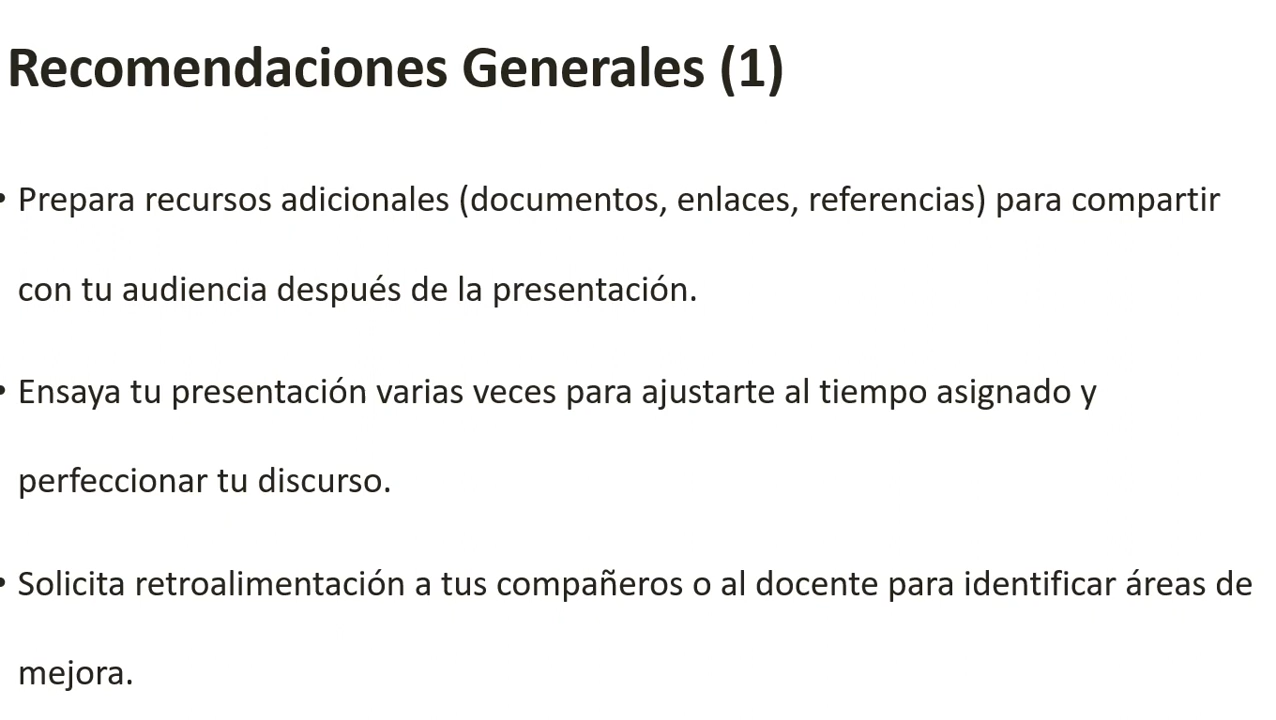 Recomendaciones Generales (1)
• Prepara recursos adicionales (documentos, enlaces, referencias) para compartir
con tu audiencia después de la presentación.
• Ensaya tu presentación varias veces para ajustarte al tiempo asignado y
perfeccionar tu discurso.
• Solicita retroalimentación a tus compañeros o al docente para identificar áreas de
mejora.